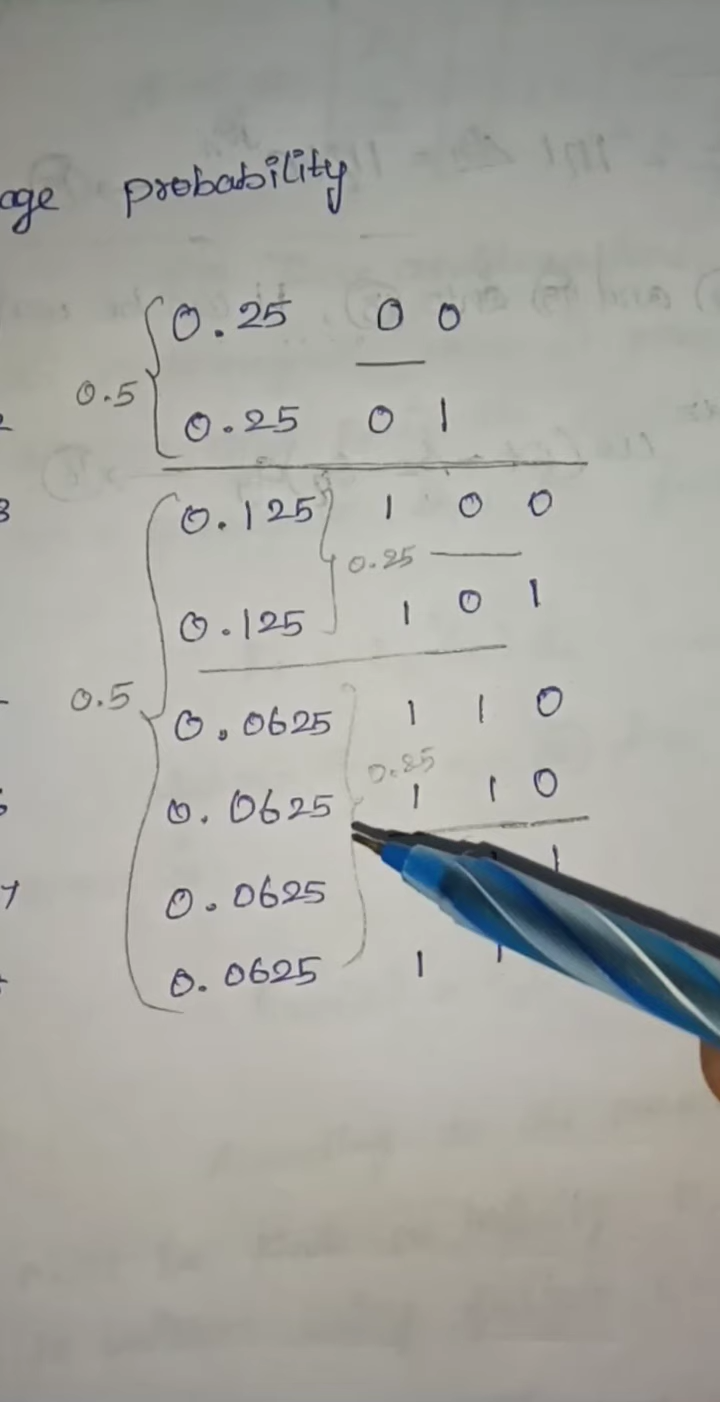 probability
0.25 0 0
0.5
0.25 0 1
0.125 1 0 0
0.25
0.125 1 0 1
0.5
0.0625 1 1 0
0.25
0.0625 1 1 0
0.0625 1
0.0625 1 1